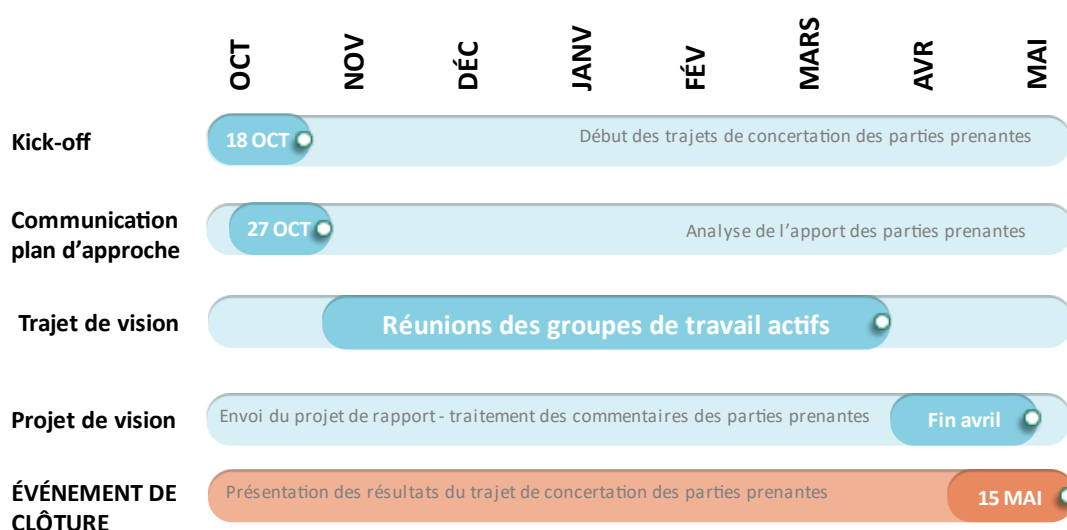 OCT NOV DÉC JANV FÉV MARS AVR MAI
Kick-off
18 OCT
Début des trajets de concertation des parties prenantes
Communication
plan d’approche
27 OCT
Analyse de l’apport des parties prenantes
Trajet de vision
Réunions des groupes de travail actifs
Projet de vision
Envoi du projet de rapport - traitement des commentaires des parties prenantes
Fin avril
ÉVÉNEMENT DE
CLÔTURE
Présentation des résultats du trajet de concertation des parties prenantes
15 MAI